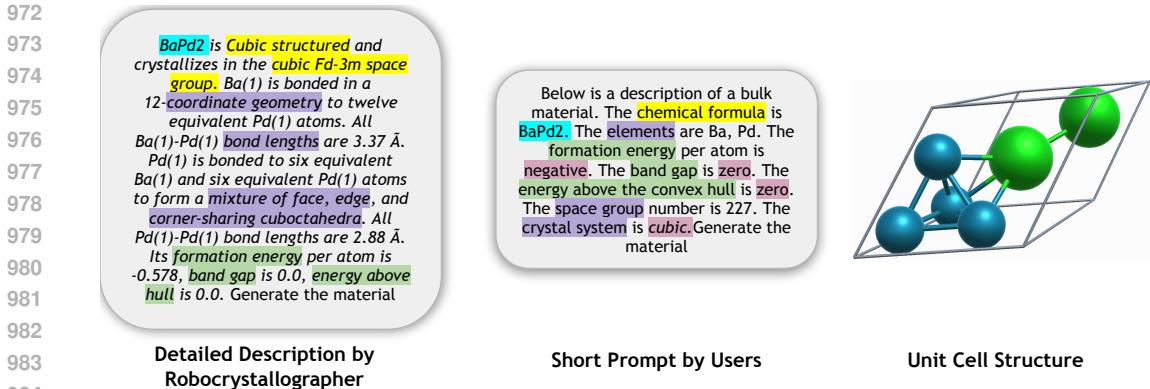 972
973
974
975
976
977
978
979
980
981
982
983
BaPd2 is Cubic structured and
crystallizes in the cubic Fd-3m space
group. Ba(1) is bonded in a
12-coordinate geometry to twelve
equivalent Pd(1) atoms. All
Ba(1)-Pd(1) bond lengths are 3.37 Ã.
Pd(1) is bonded to six equivalent
Ba(1) and six equivalent Pd(1) atoms
to form a mixture of face, edge, and
corner-sharing cuboctahedra. All
Pd(1)-Pd(1) bond lengths are 2.88 Ã.
Its formation energy per atom is
-0.578, band gap is 0.0, energy above
hull is 0.0. Generate the material
Detailed Description by
Robocrystallographer
Below is a description of a bulk
material. The chemical formula is
BaPd2. The elements are Ba, Pd. The
formation energy per atom is
negative. The band gap is zero. The
energy above the convex hull is zero.
The space group number is 227. The
crystal system is cubic.Generate the
material
Short Prompt by Users
Unit Cell Structure